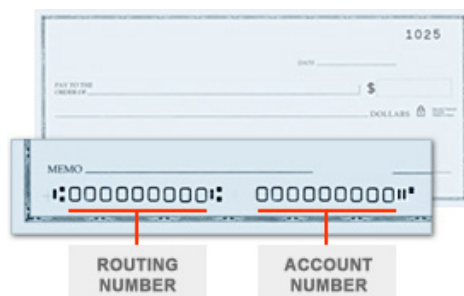 1025
DATE
PAY TO THE
ORDER OF
$
DOLLARS
MEMO
⑆000000000⑆ 000000000⑈
ROUTING
NUMBER
ACCOUNT
NUMBER